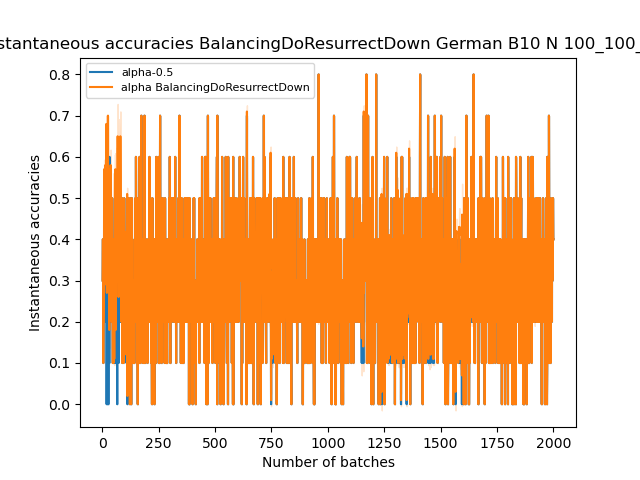 stantaneous accuracies BalancingDoResurrectDown German B10 N 100_100_
alpha-0.5
alpha BalancingDoResurrectDown
Instantaneous accuracies
0.8
0.7
0.6
0.5
0.4
0.3
0.2
0.1
0.0
0 250 500 750 1000 1250 1500 1750 2000
Number of batches